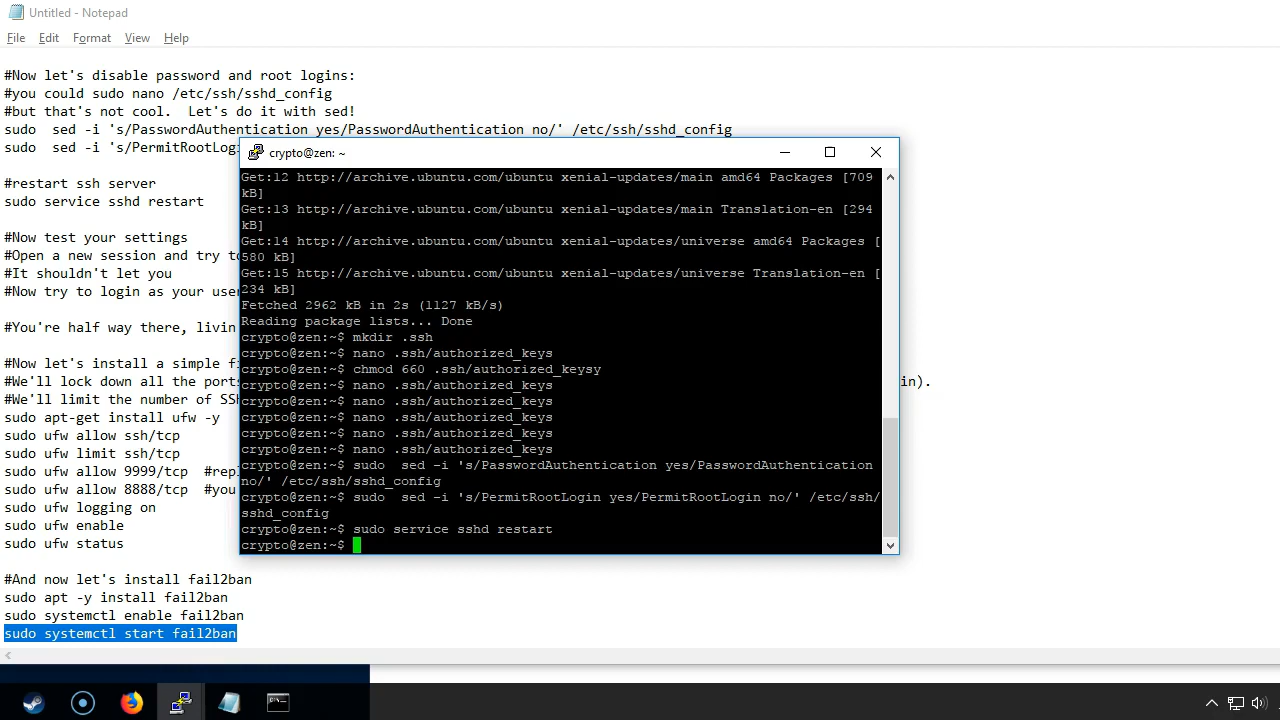 Untitled - Notepad
File Edit Format View Help
#Now let's disable password and root logins:
#you could sudo nano /etc/ssh/sshd_config
#but that's not cool.  Let's do it with sed!
sudo  sed -i 's/PasswordAuthentication yes/PasswordAuthentication no/' /etc/ssh/sshd_config
sudo  sed -i 's/PermitRootLogi
#restart ssh server
sudo service sshd restart
#Now test your settings
#Open a new session and try to
#It shouldn't let you
#Now try to login as your use
#You're half way there, livin
#Now let's install a simple f
#We'll lock down all the port in).
#We'll limit the number of SS
sudo apt-get install ufw -y
sudo ufw allow ssh/tcp
sudo ufw limit ssh/tcp
sudo ufw allow 9999/tcp  #rep
sudo ufw allow 8888/tcp  #you
sudo ufw logging on
sudo ufw enable
sudo ufw status
#And now let's install fail2ban
sudo apt -y install fail2ban
sudo systemctl enable fail2ban
sudo systemctl start fail2ban
crypto@zen: ~
Get:12 http://archive.ubuntu.com/ubuntu xenial-updates/main amd64 Packages [709
kB]
Get:13 http://archive.ubuntu.com/ubuntu xenial-updates/main Translation-en [294
kB]
Get:14 http://archive.ubuntu.com/ubuntu xenial-updates/universe amd64 Packages [
580 kB]
Get:15 http://archive.ubuntu.com/ubuntu xenial-updates/universe Translation-en [
234 kB]
Fetched 2962 kB in 2s (1127 kB/s)
Reading package lists... Done
crypto@zen:~$ mkdir .ssh
crypto@zen:~$ nano .ssh/authorized_keys
crypto@zen:~$ chmod 660 .ssh/authorized_keysy
crypto@zen:~$ nano .ssh/authorized_keys
crypto@zen:~$ nano .ssh/authorized_keys
crypto@zen:~$ nano .ssh/authorized_keys
crypto@zen:~$ nano .ssh/authorized_keys
crypto@zen:~$ nano .ssh/authorized_keys
crypto@zen:~$ sudo  sed -i 's/PasswordAuthentication yes/PasswordAuthentication
no/' /etc/ssh/sshd_config
crypto@zen:~$ sudo  sed -i 's/PermitRootLogin yes/PermitRootLogin no/' /etc/ssh/
sshd_config
crypto@zen:~$ sudo service sshd restart
crypto@zen:~$